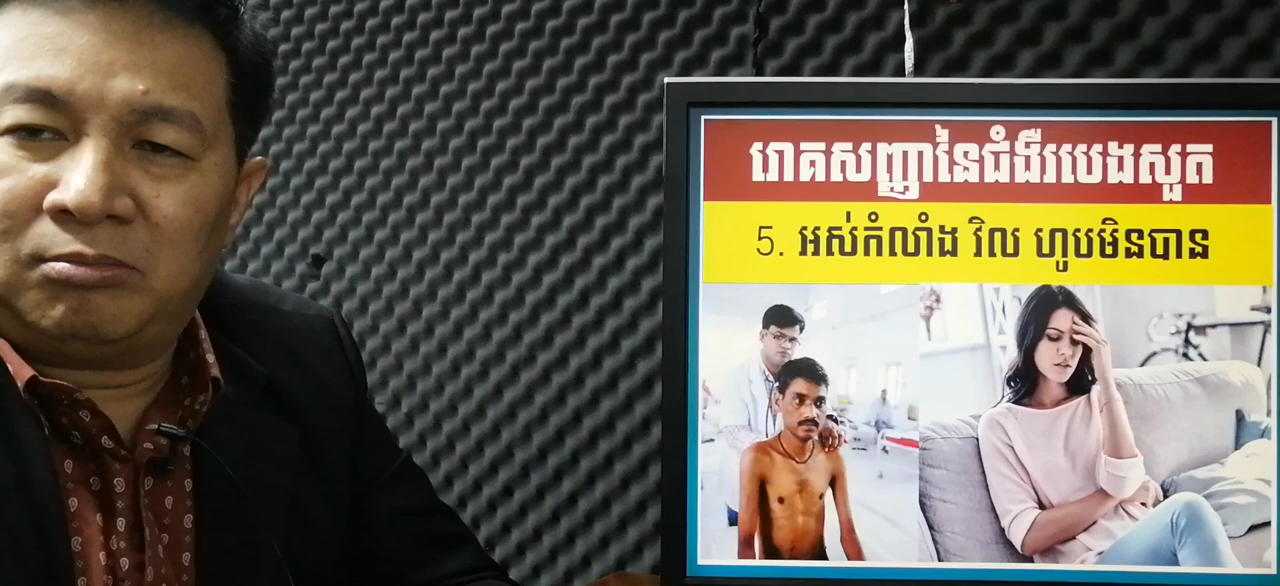 រោគសញ្ញានៃជំងឺរបេងសួត
5. អស់កំលាំង វិល ហូបមិនបាន